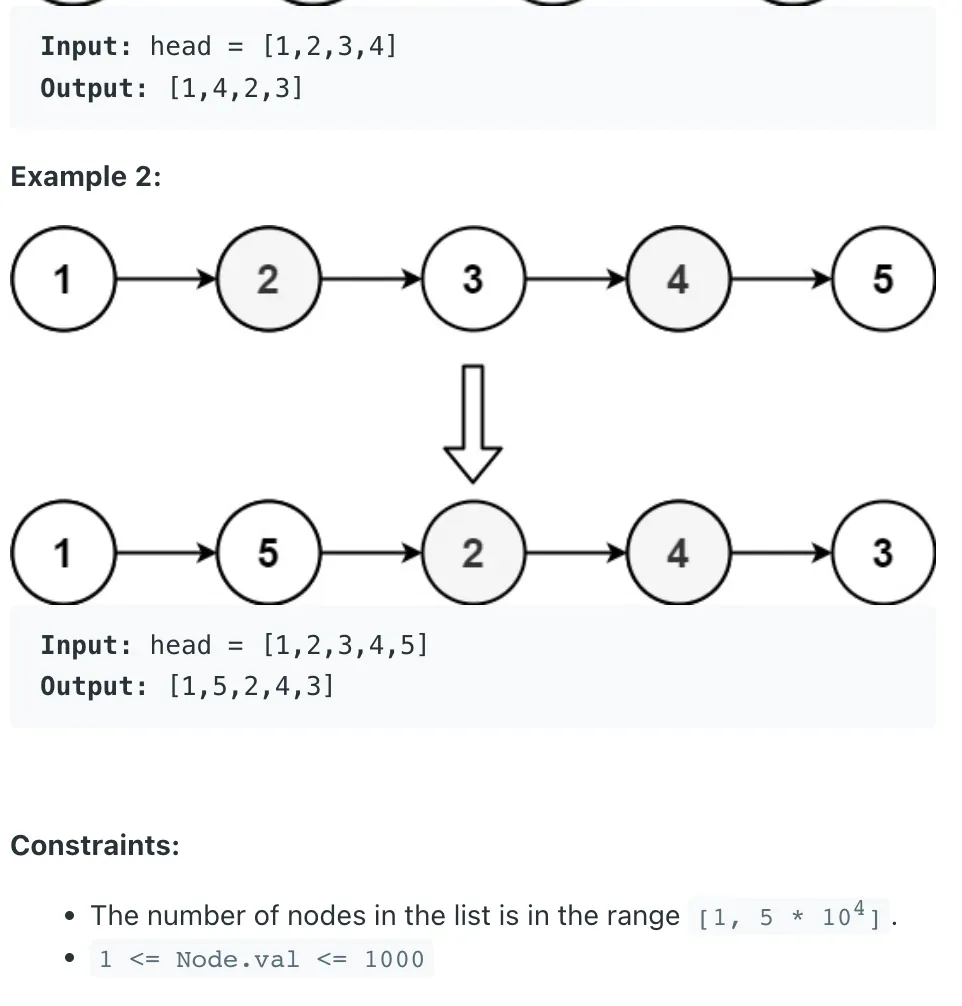 Input: head = [1,2,3,4]
Output: [1,4,2,3]
Example 2:
1 2 3 4 5
1 5 2 4 3
Input: head = [1,2,3,4,5]
Output: [1,5,2,4,3]
Constraints:
• The number of nodes in the list is in the range [1, 5 * 10⁴].
• 1 <= Node.val <= 1000